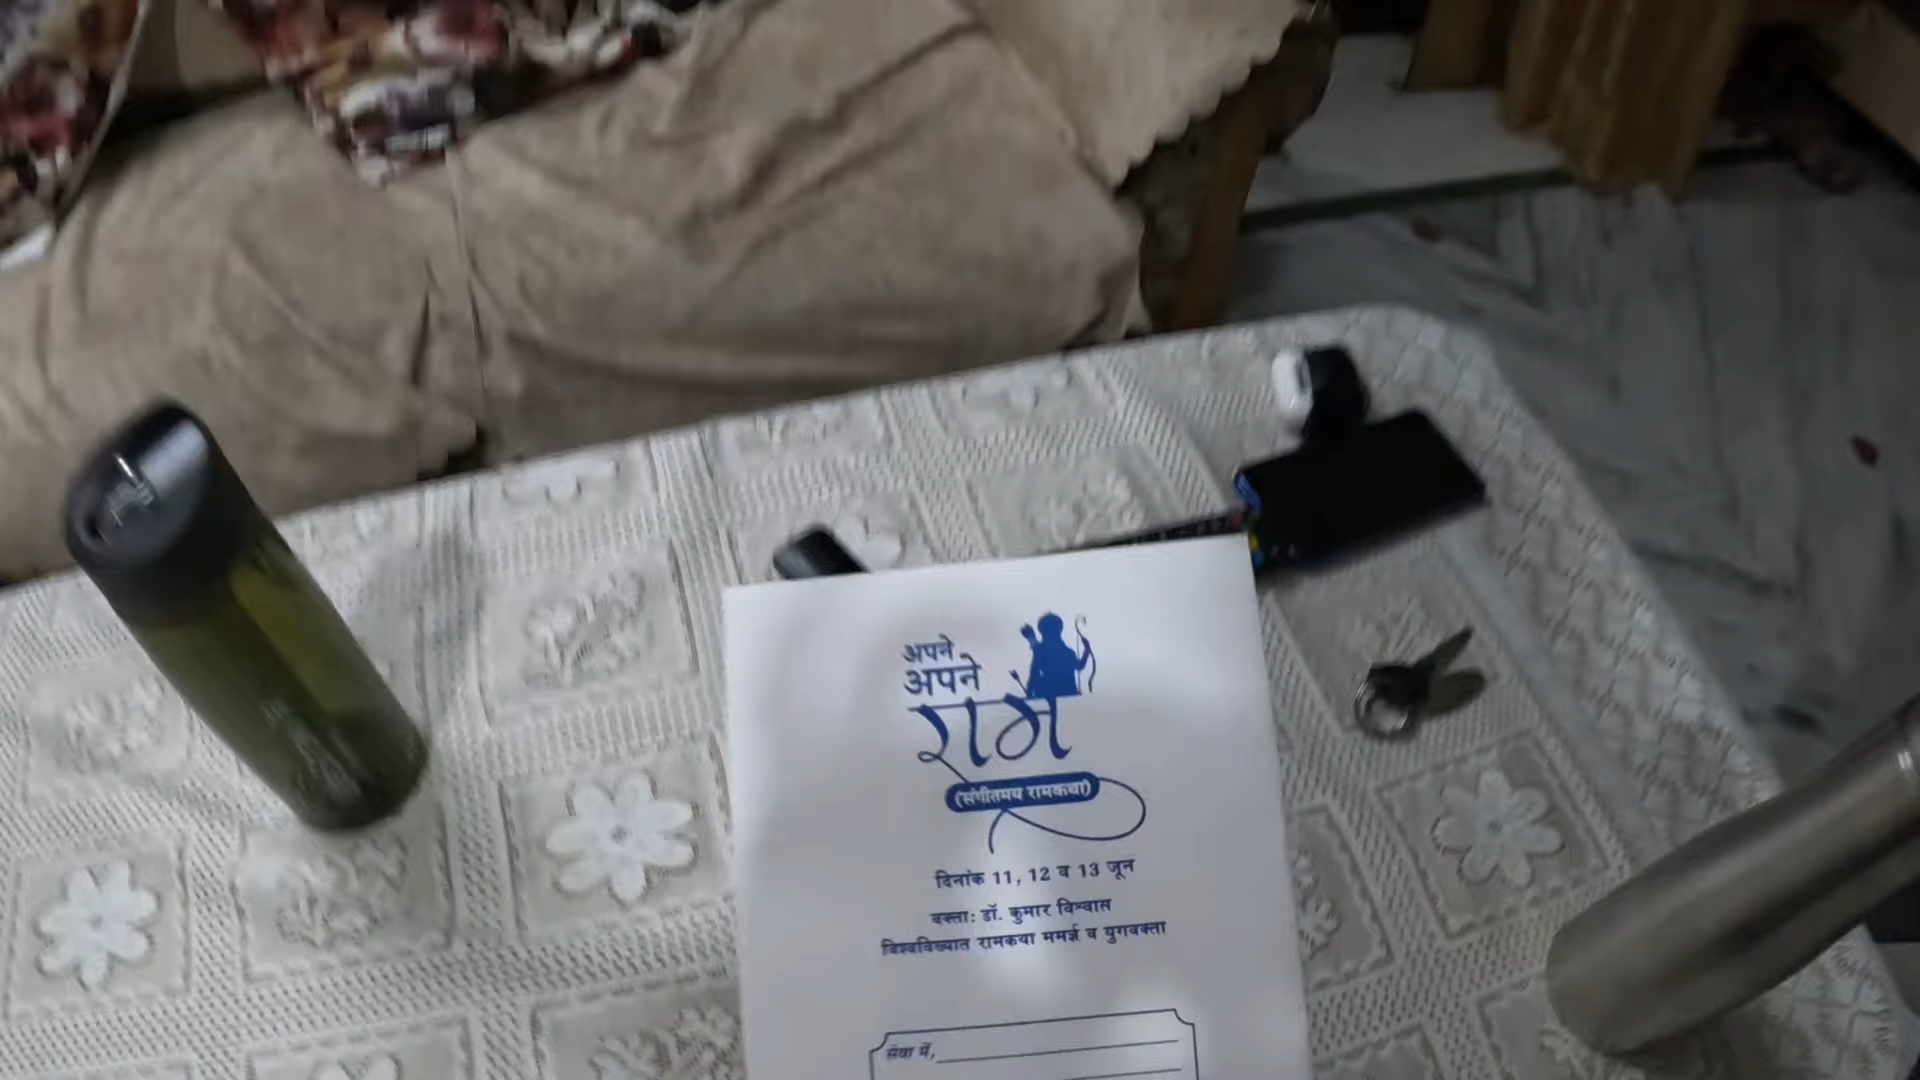 अपने
अपने
राम
(संगीतमय रामकथा)
दिनांक 11, 12 व 13 जून
वक्ता: डॉ. कुमार विश्वास
विश्वविख्यात रामकथा मर्मज्ञ व युगवक्ता
सेवा में,